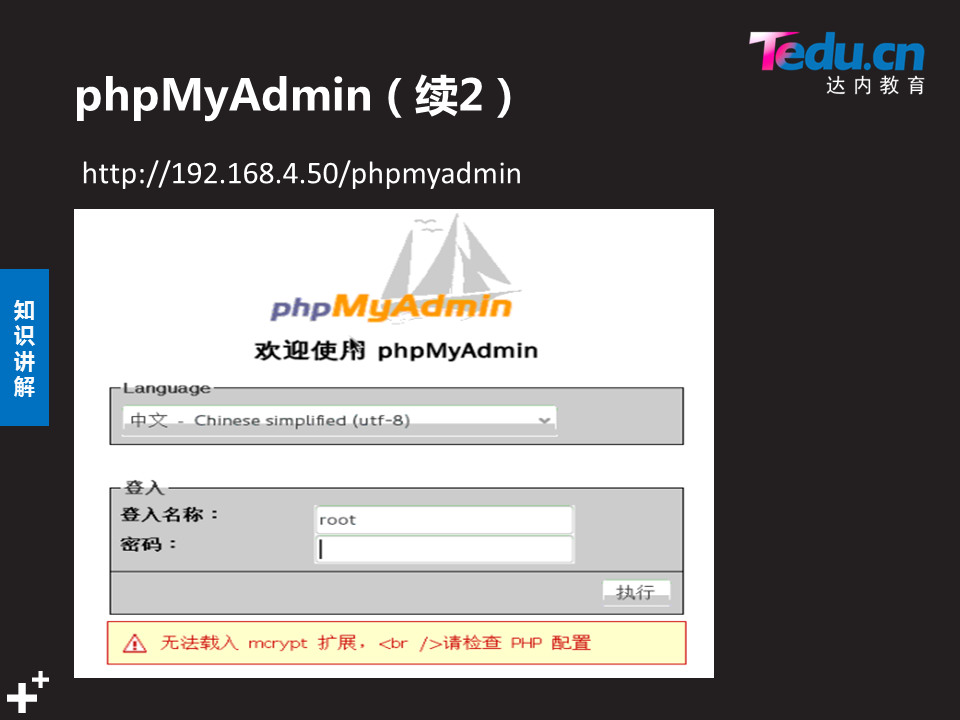 Tedu.cn
达内教育
phpMyAdmin（续2）
http://192.168.4.50/phpmyadmin
知识讲解
phpMyAdmin
欢迎使用 phpMyAdmin
Language
中文 - Chinese simplified (utf-8)
登入
登入名称：
root
密码：
执行
无法载入 mcrypt 扩展，<br />请检查 PHP 配置